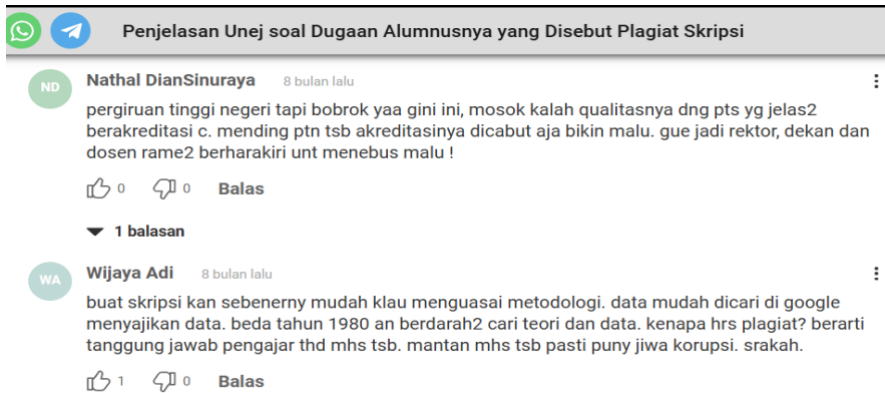 Penjelasan Unej soal Dugaan Alumnusnya yang Disebut Plagiat Skripsi
ND
Nathal DianSinuraya 8 bulan lalu
pergiruan tinggi negeri tapi bobrok yaa gini ini, mosok kalah qualitasnya dng pts yg jelas2
berakreditasi c. mending ptn tsb akreditasinya dicabut aja bikin malu. gue jadi rektor, dekan dan
dosen rame2 berharakiri unt menebus malu !
0 0 Balas
1 balasan
WA
Wijaya Adi 8 bulan lalu
buat skripsi kan sebenerny mudah klau menguasai metodologi. data mudah dicari di google
menyajikan data. beda tahun 1980 an berdarah2 cari teori dan data. kenapa hrs plagiat? berarti
tanggung jawab pengajar thd mhs tsb. mantan mhs tsb pasti puny jiwa korupsi. srakah.
1 0 Balas